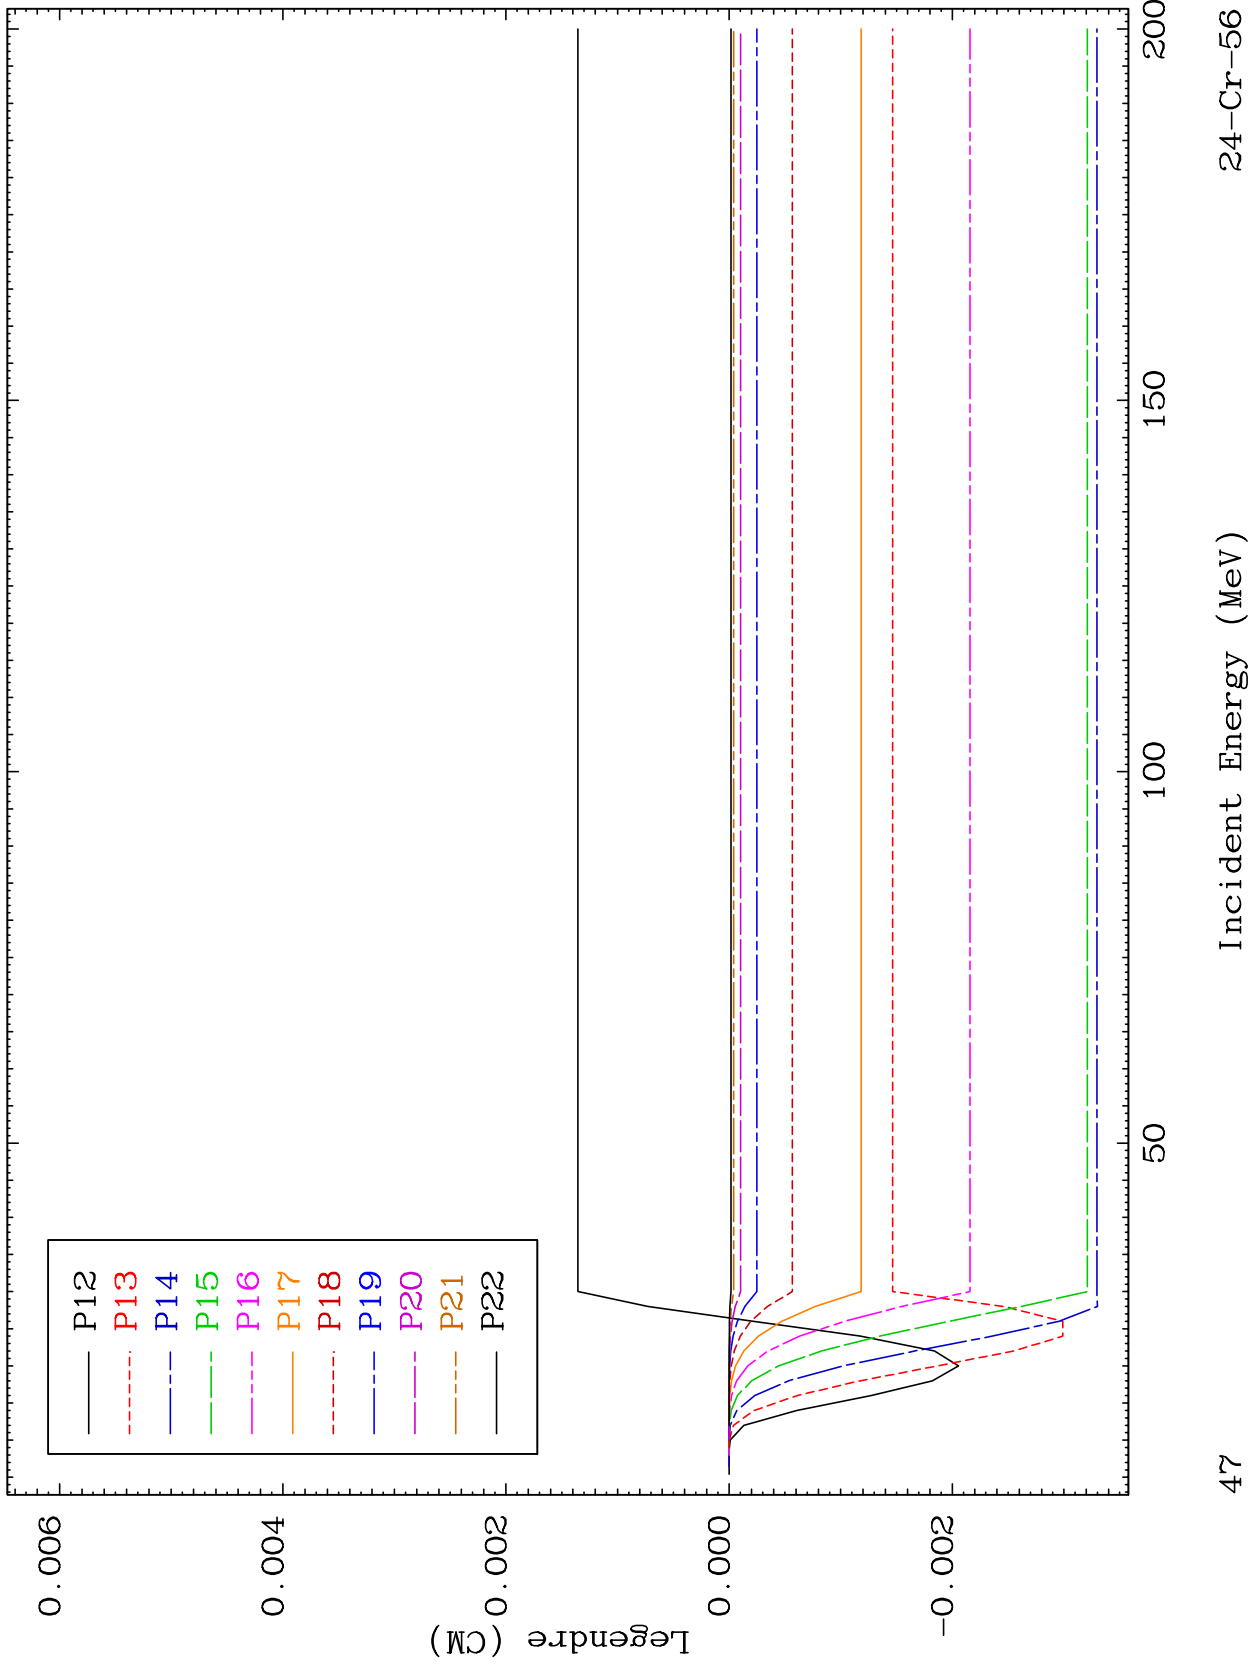 P12
P13
P14
P15
P16
P17
P18
P19
P20
P21
P22
0.006
0.004
0.002
0.000
-0.002
Legendre (CM)
50
100
150
200
Incident Energy (MeV)
47
24-Cr-56